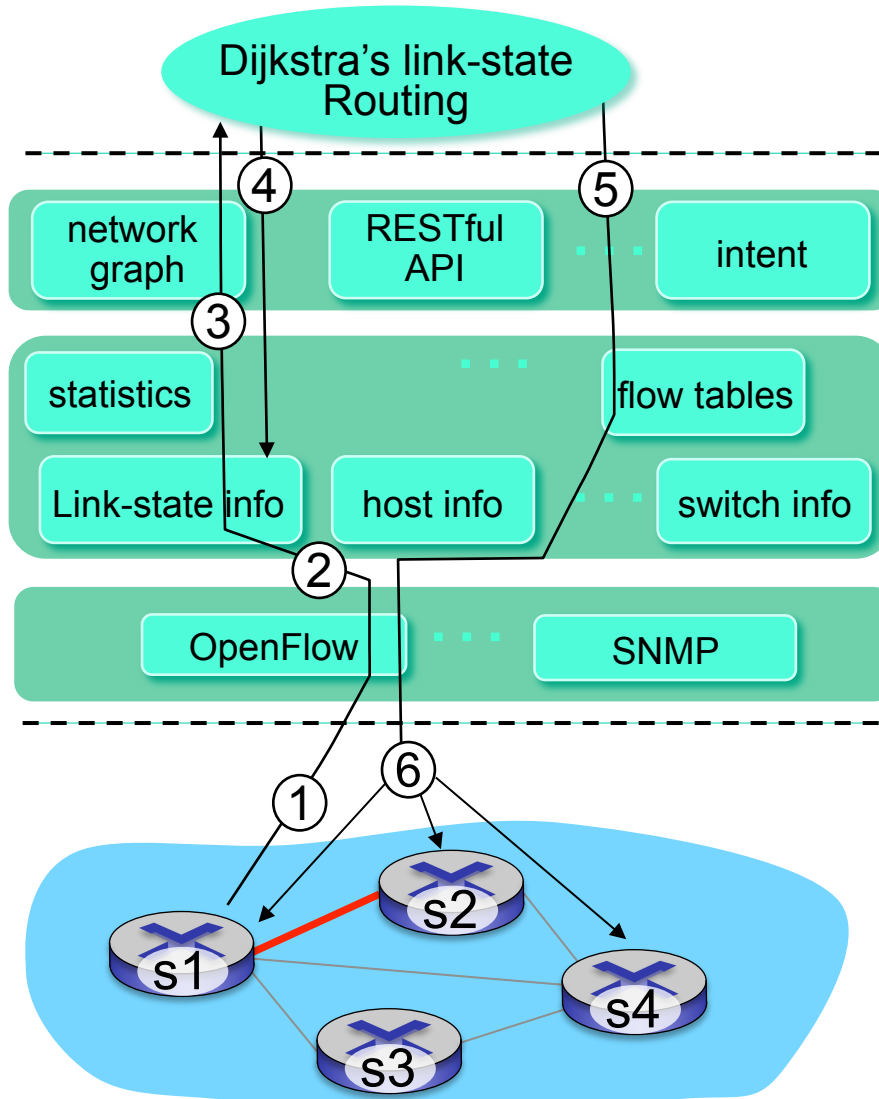 Dijkstra's link-state
Routing
4
5
network
graph
RESTful
API
. . .
intent
3
statistics
. . .
flow tables
Link-state info
host info
. . .
switch info
2
OpenFlow
. . .
SNMP
1
6
s2
s1
s4
s3